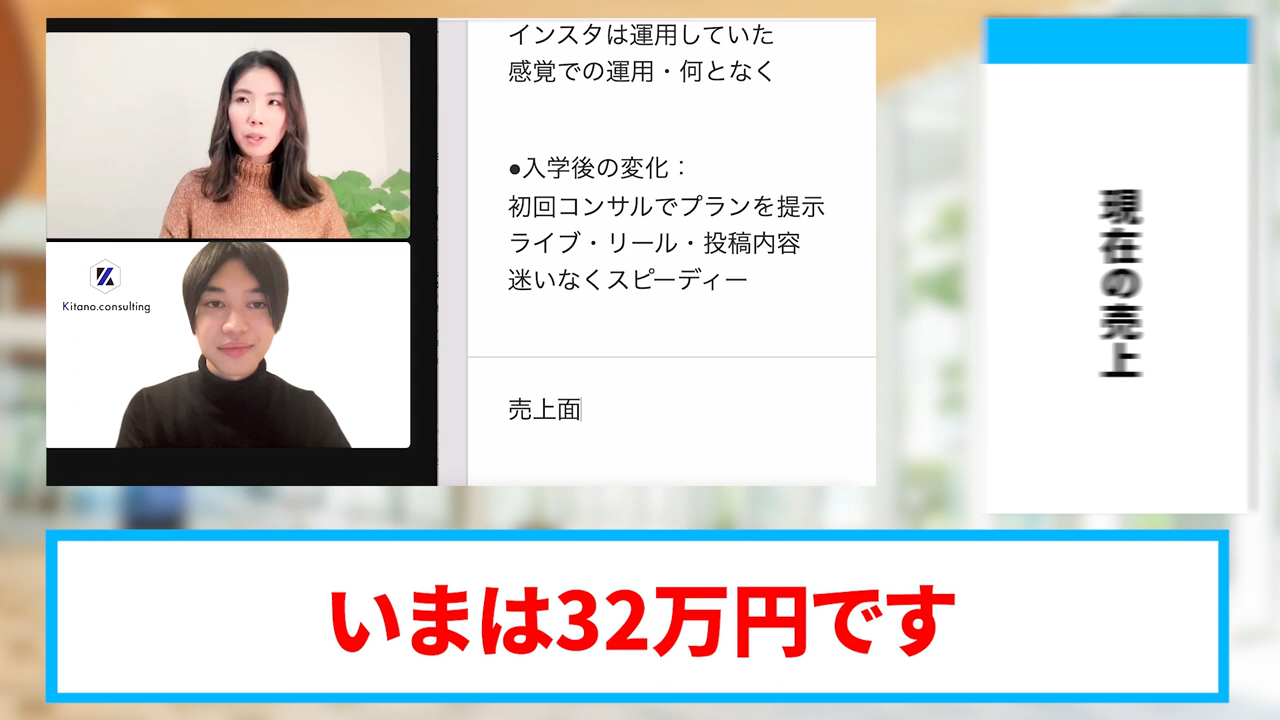 インスタは運用していた
感覚での運用・何となく
●入学後の変化：
初回コンサルでプランを提示
ライブ・リール・投稿内容
迷いなくスピーディー
売上面
Kitano.consulting
現在の売上
いまは32万円です